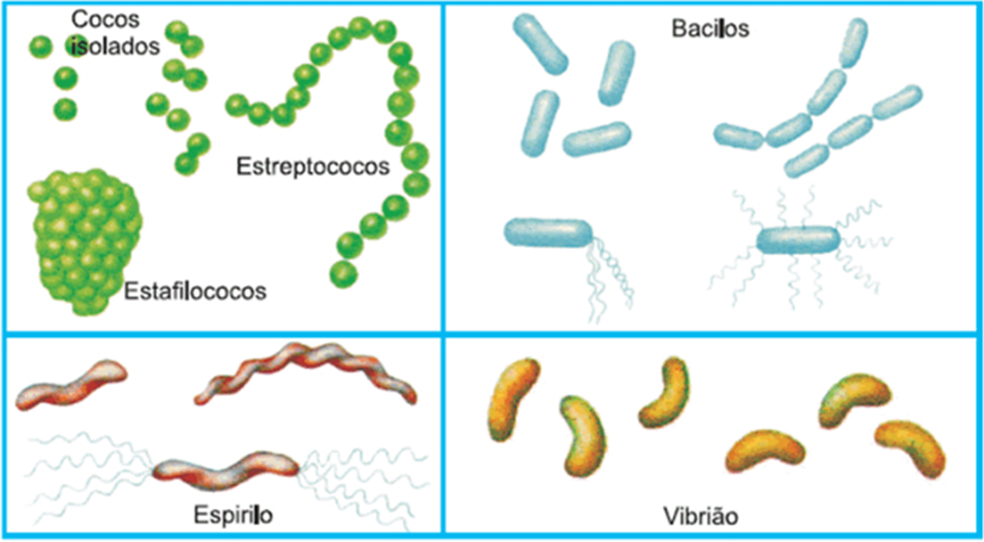 Cocos
isolados
Estreptococos
Estafilococos
Bacilos
Espirilo
Vibrião